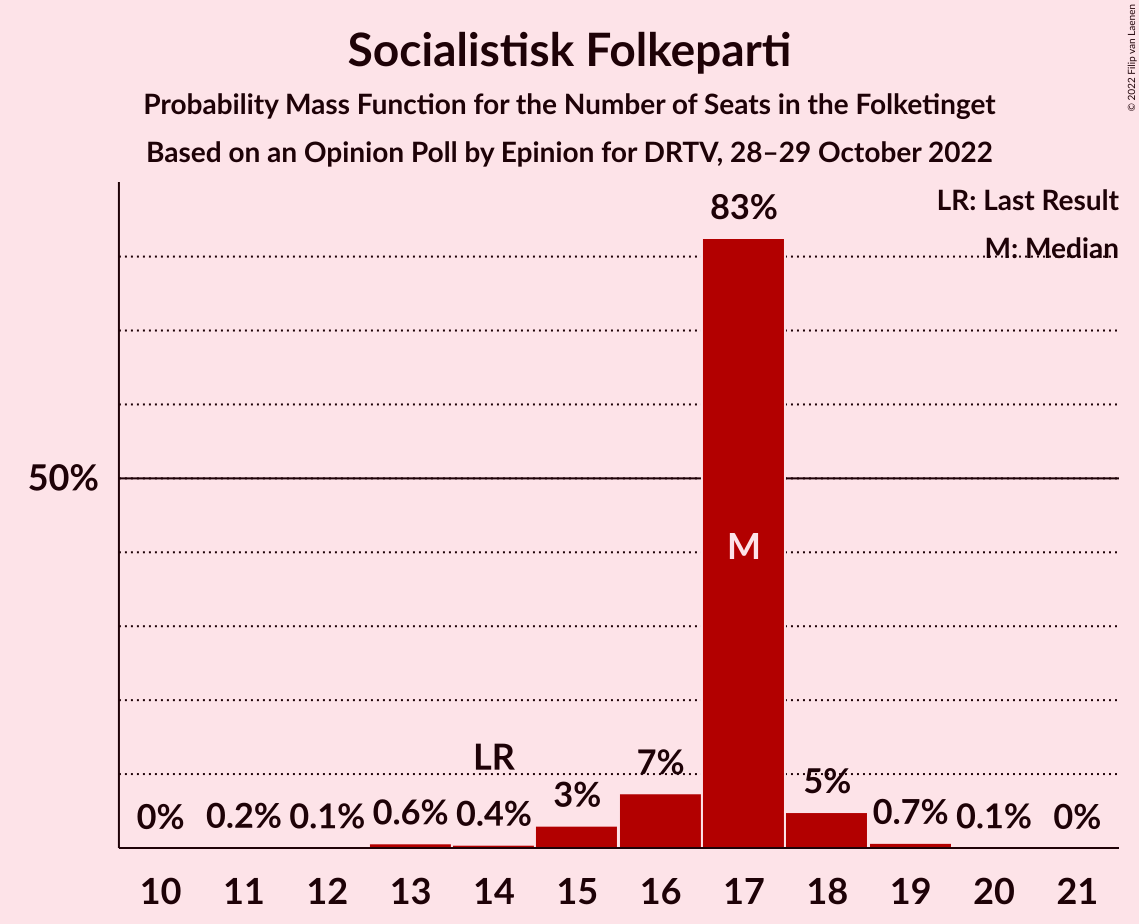 Socialistisk Folkeparti
Probability Mass Function for the Number of Seats in the Folketinget
Based on an Opinion Poll by Epinion for DRTV, 28–29 October 2022
© 2022 Filip van Laenen
LR: Last Result
M: Median
83%
50%
M
LR
0% 0.2% 0.1% 0.6% 0.4% 3% 7% 5% 0.7% 0.1% 0%
10 11 12 13 14 15 16 17 18 19 20 21